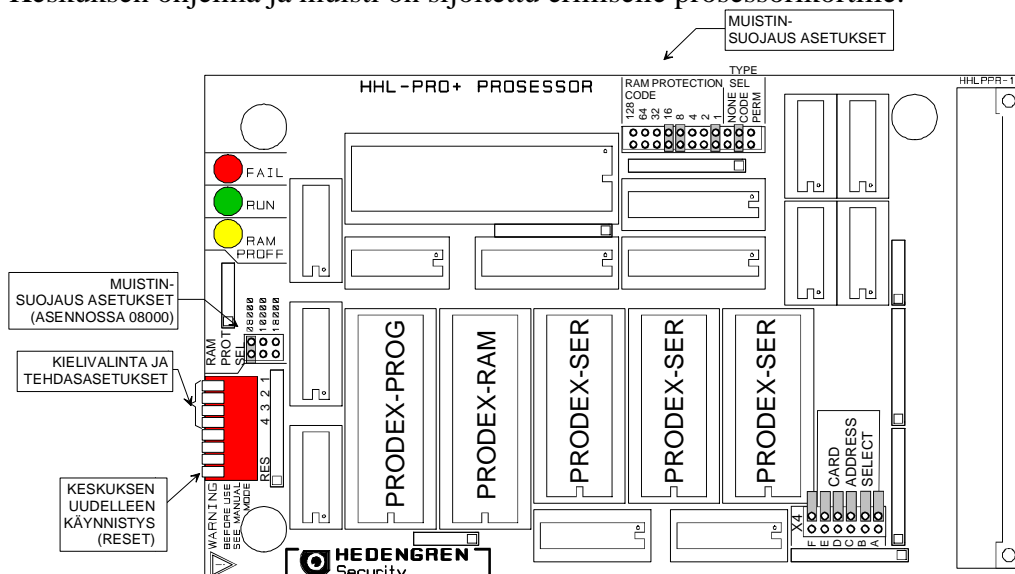 Keskuksen ohjelma ja muisti on sijoitettu erilliselle prosessorikortille.
MUISTIN-
SUOJAUS ASETUKSET
HHL-PRO+ PROSESSOR
RAM PROTECTION
CODE
TYPE
SEL
128
64
32
16
8
4
2
1
NONE
CODE
PERM
HHLPPR-1
FAIL
RUN
RAM
PROFF
MUISTIN-
SUOJAUS ASETUKSET
(ASENNOSSA 08000)
RAM
PROT
SEL
08000
10000
18000
KIELIVALINTA JA
TEHDASASETUKSET
4 3 2 1
RES
KESKUKSEN
UUDELLEEN
KÄYNNISTYS
(RESET)
WARNING
BEFORE USE
SEE MANUAL
MODE
PRODEX-PROG
PRODEX-RAM
PRODEX-SER
PRODEX-SER
PRODEX-SER
CARD
ADDRESS
SELECT
X4
F
E
D
C
B
A
HEDENGREN
Security